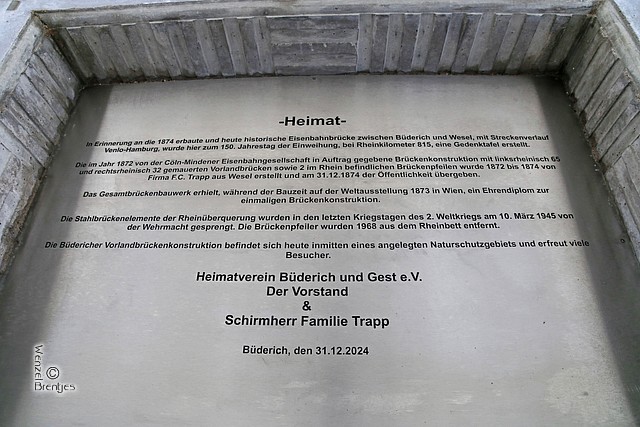 -Heimat-
In Erinnerung an die 1874 erbaute und heute historische Eisenbahnbrücke zwischen Büderich und Wesel, mit Streckenverlauf
Venlo-Hamburg, wurde hier zum 150. Jahrestag der Einweihung, bei Rheinkilometer 815, eine Gedenktafel erstellt.
Die im Jahr 1872 von der Cöln-Mindener Eisenbahngesellschaft in Auftrag gegebene Brückenkonstruktion mit linksrheinisch 65
und rechtsrheinisch 32 gemauerten Vorlandbrücken sowie 2 im Rhein befindlichen Brückenpfeilen wurde 1872 bis 1874 von
Firma F.C. Trapp aus Wesel erstellt und am 31.12.1874 der Öffentlichkeit übergeben.
Das Gesamtbrückenbauwerk erhielt, während der Bauzeit auf der Weltausstellung 1873 in Wien, ein Ehrendiplom zur
einmaligen Brückenkonstruktion.
Die Stahlbrückenelemente der Rheinüberquerung wurden in den letzten Kriegstagen des 2. Weltkriegs am 10. März 1945 von
der Wehrmacht gesprengt. Die Brückenpfeiler wurden 1968 aus dem Rheinbett entfernt.
Die Büdericher Vorlandbrückenkonstruktion befindet sich heute inmitten eines angelegten Naturschutzgebiets und erfreut viele
Besucher.
Heimatverein Büderich und Gest e.V.
Der Vorstand
&
Schirmherr Familie Trapp
Büderich, den 31.12.2024
Wenzel ©
Brentjes